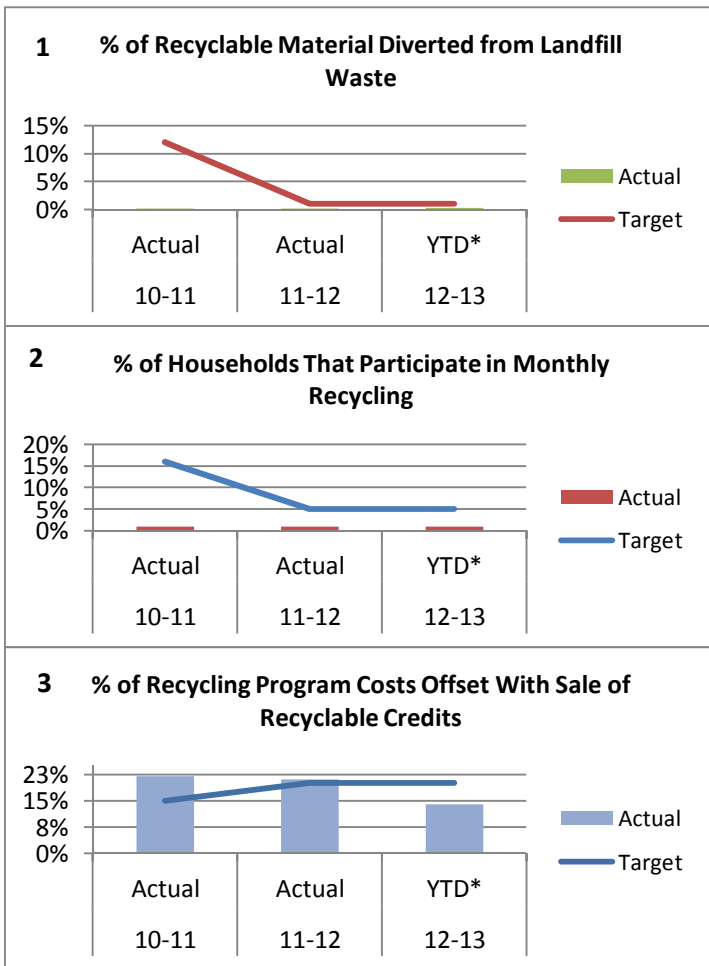 1 % of Recyclable Material Diverted from Landfill
Waste
15%
10%
5%
0%
Actual
Target
Actual Actual YTD*
10-11 11-12 12-13
2 % of Households That Participate in Monthly
Recycling
20%
15%
10%
5%
0%
Actual
Target
Actual Actual YTD*
10-11 11-12 12-13
3 % of Recycling Program Costs Offset With Sale of
Recyclable Credits
23%
15%
8%
0%
Actual
Target
Actual Actual YTD*
10-11 11-12 12-13